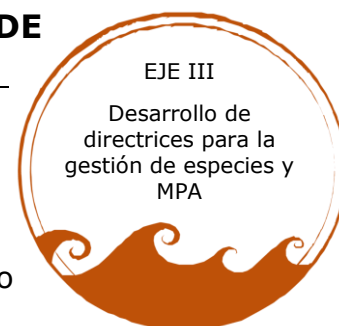 DE
EJE III
Desarrollo de
directrices para la
gestión de especies y
MPA
o